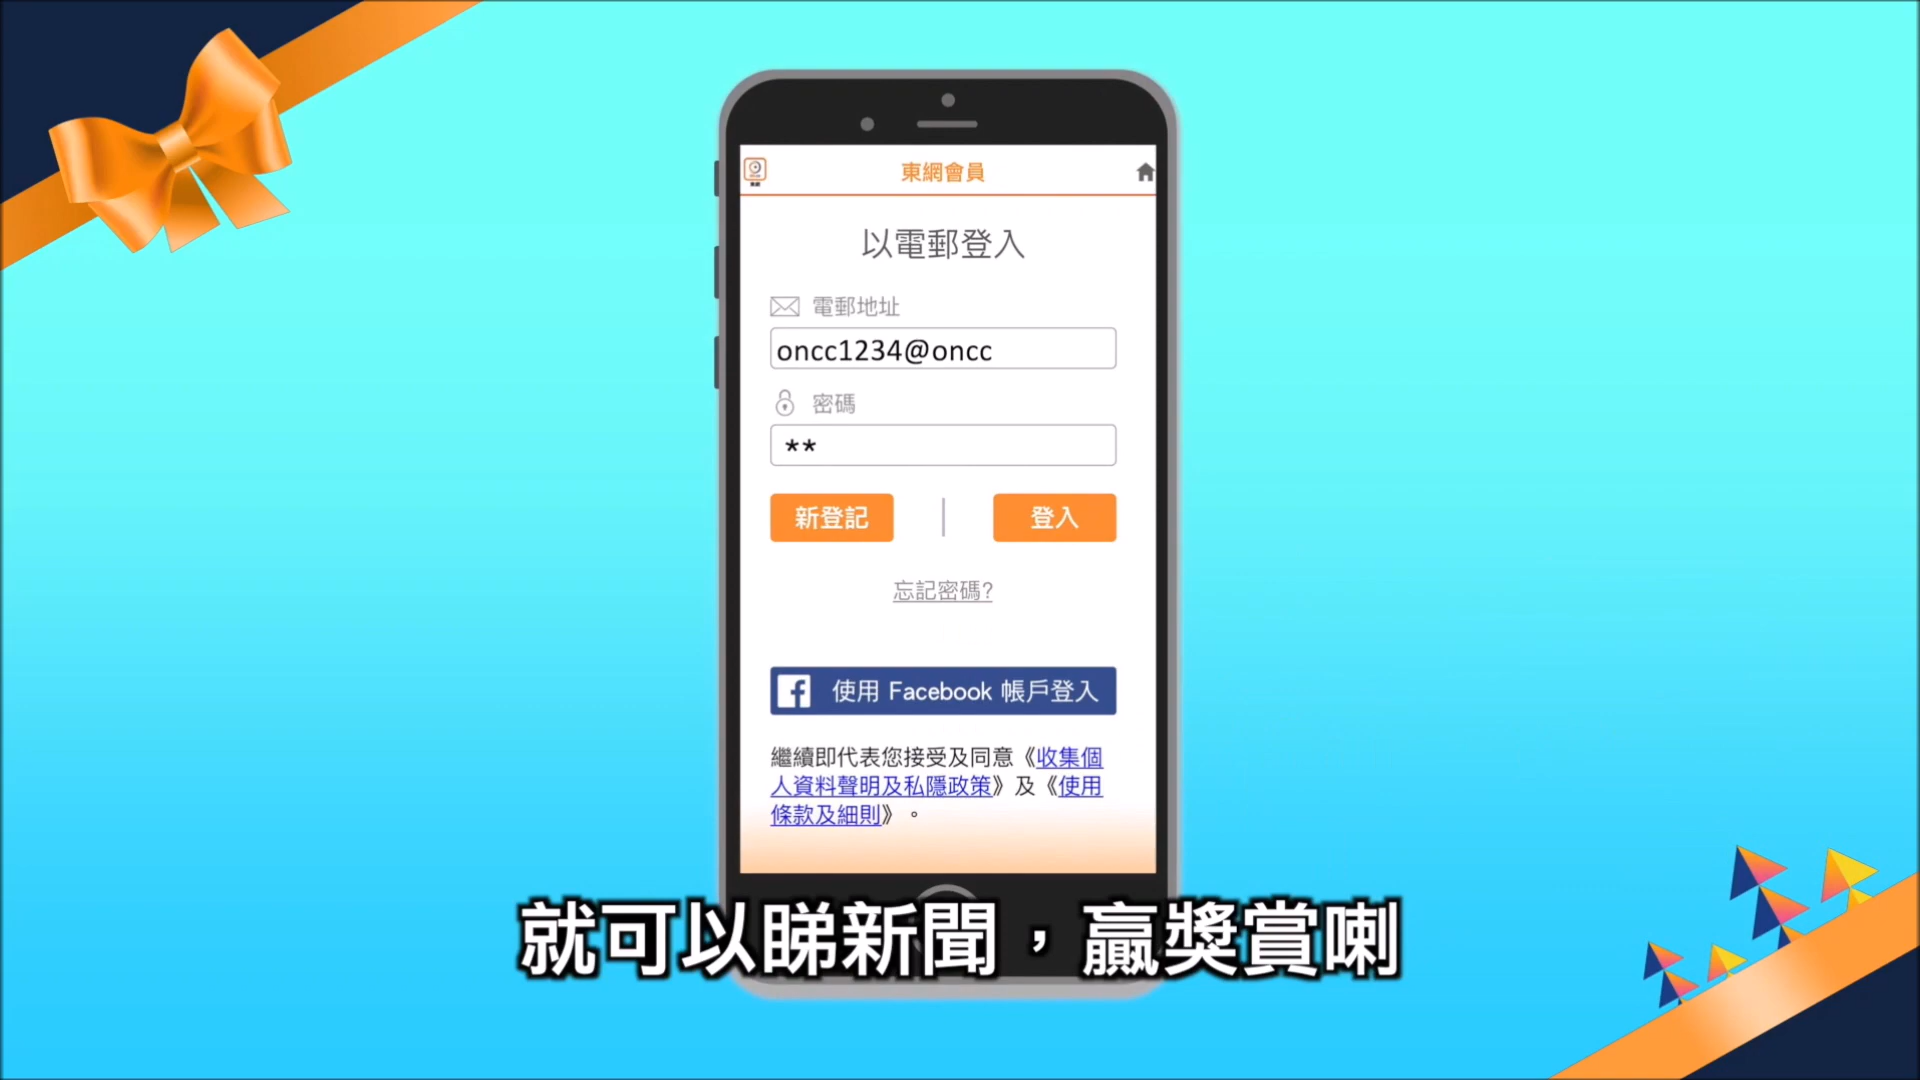 東網會員
以電郵登入
電郵地址
oncc1234@oncc
密碼
**
新登記
登入
忘記密碼?
使用 Facebook 帳戶登入
繼續即代表您接受及同意《收集個
人資料聲明及私隱政策》及《使用
條款及細則》。
就可以睇新聞，贏獎賞喇